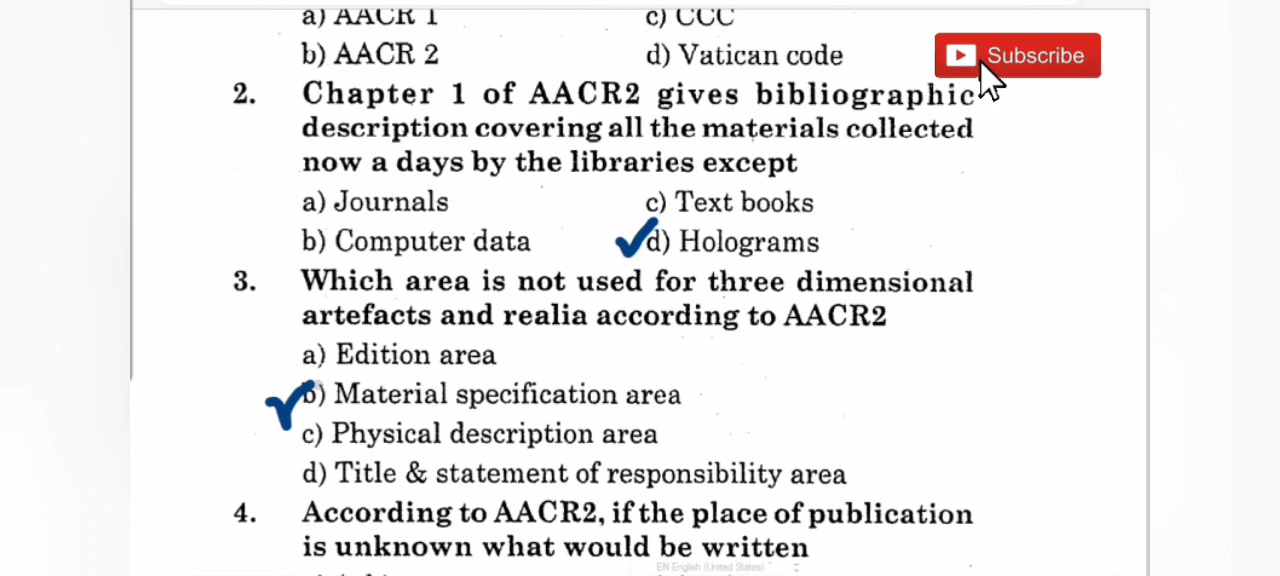 a) AACR 1 c) CCC
b) AACR 2 d) Vatican code
Subscribe
2. Chapter 1 of AACR2 gives bibliographic
description covering all the materials collected
now a days by the libraries except
a) Journals c) Text books
b) Computer data d) Holograms
3. Which area is not used for three dimensional
artefacts and realia according to AACR2
a) Edition area
b) Material specification area
c) Physical description area
d) Title & statement of responsibility area
4. According to AACR2, if the place of publication
is unknown what would be written
EN English (United States)